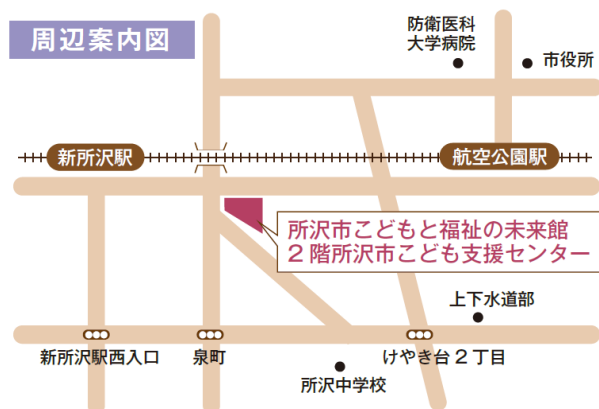 周辺案内図
防衛医科
大学病院
市役所
新所沢駅
航空公園駅
所沢市こどもと福祉の未来館
2階所沢市こども支援センター
上下水道部
新所沢駅西入口
泉町
けやき台2丁目
所沢中学校